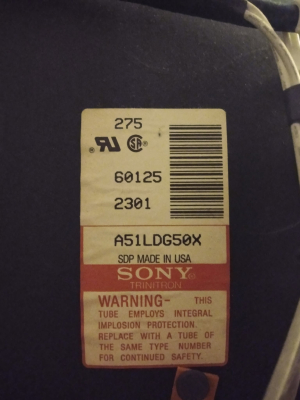 275
60125
2301
A51LDG50X
SDP MADE IN USA
SONY
TRINITRON
WARNING- THIS
TUBE EMPLOYS INTEGRAL
IMPLOSION PROTECTION.
REPLACE WITH A TUBE OF
THE SAME TYPE NUMBER
FOR CONTINUED SAFETY.